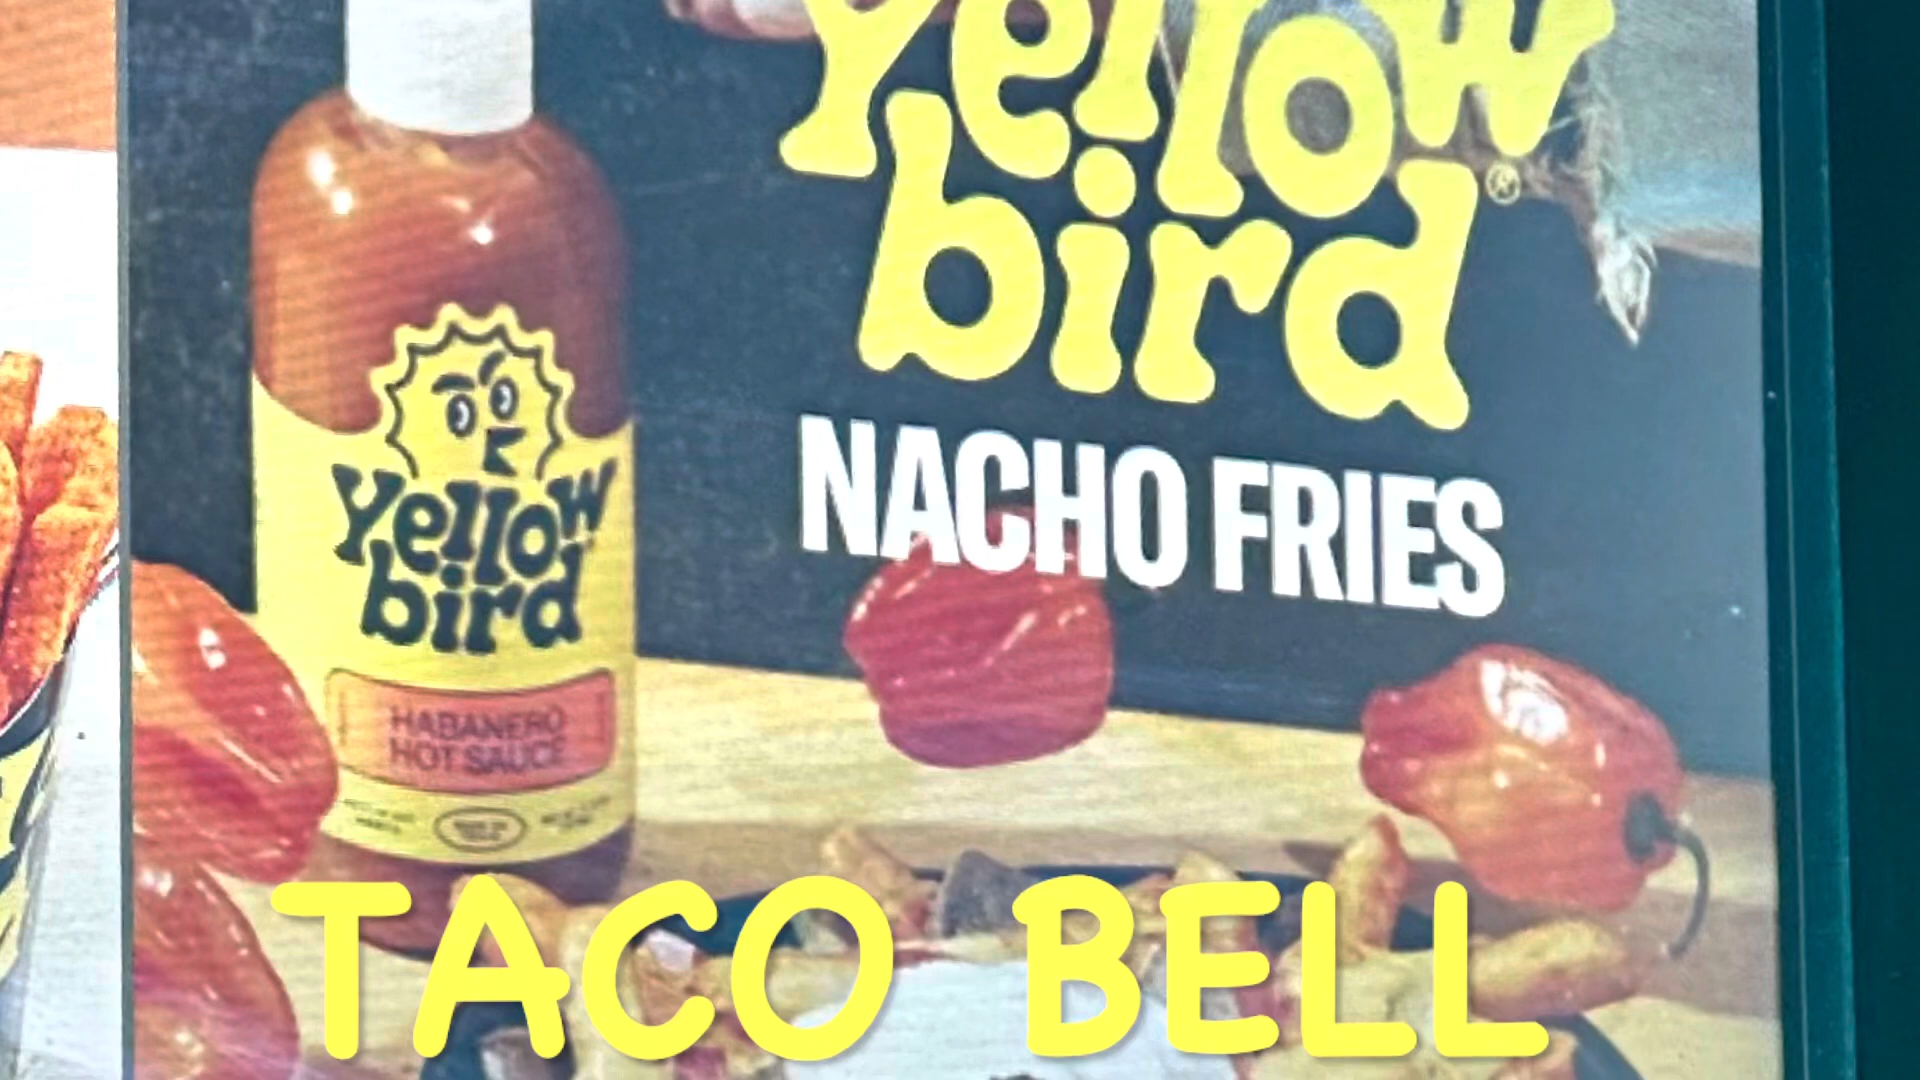 Yellow
bird®
NACHO FRIES
Yellow
bird
HABANERO
HOT SAUCE
TACO BELL